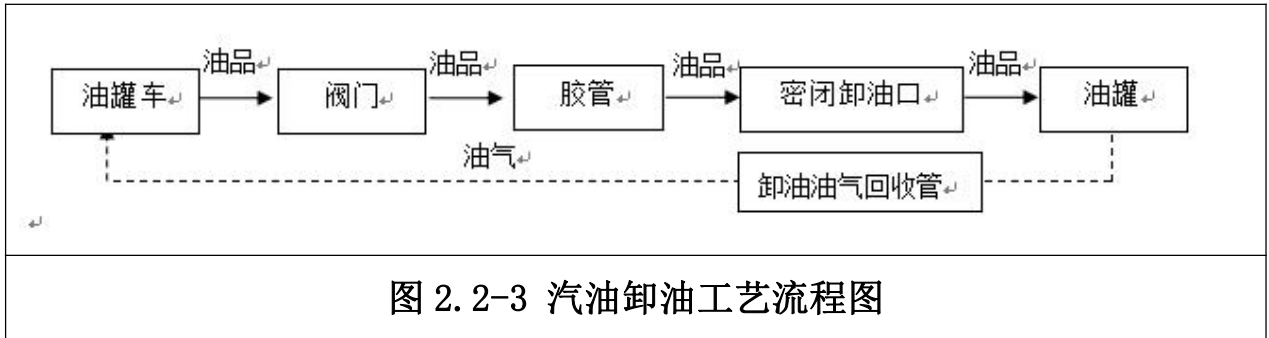 油品 油品 油品 油品
油罐车 阀门 胶管 密闭卸油口 油罐
油气
卸油油气回收管
图 2.2-3 汽油卸油工艺流程图